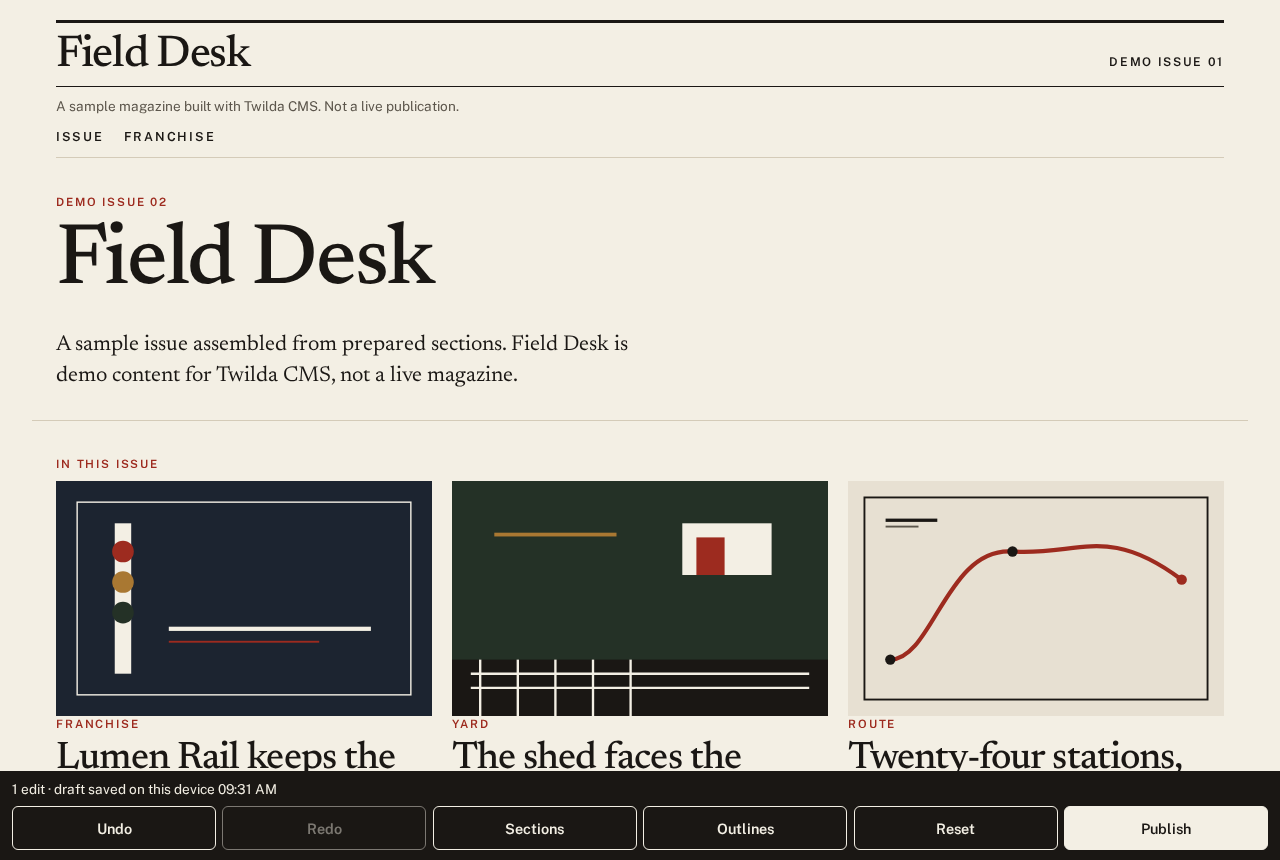 Field Desk
DEMO ISSUE 01
A sample magazine built with Twilda CMS. Not a live publication.
ISSUE FRANCHISE
DEMO ISSUE 02
Field Desk
A sample issue assembled from prepared sections. Field Desk is
demo content for Twilda CMS, not a live magazine.
IN THIS ISSUE
FRANCHISE
Lumen Rail keeps the
YARD
The shed faces the
ROUTE
Twenty-four stations,
1 edit · draft saved on this device 09:31 AM
Undo
Redo
Sections
Outlines
Reset
Publish